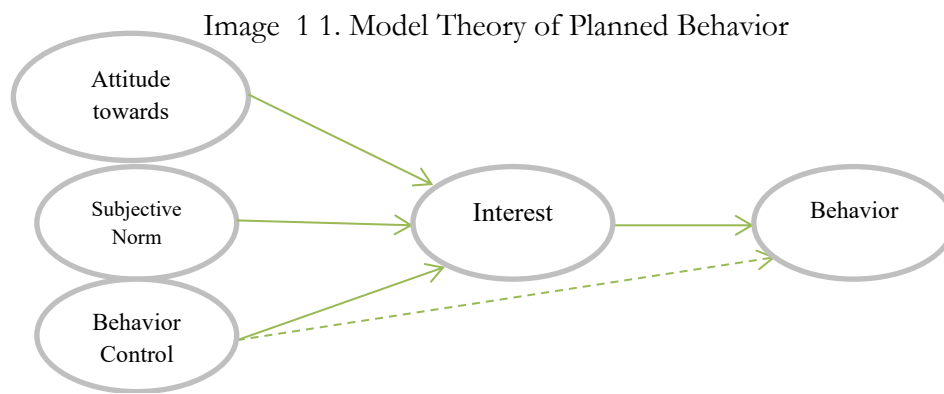 Image 1 1. Model Theory of Planned Behavior
Attitude
towards
Subjective
Norm
Behavior
Control
Interest
Behavior